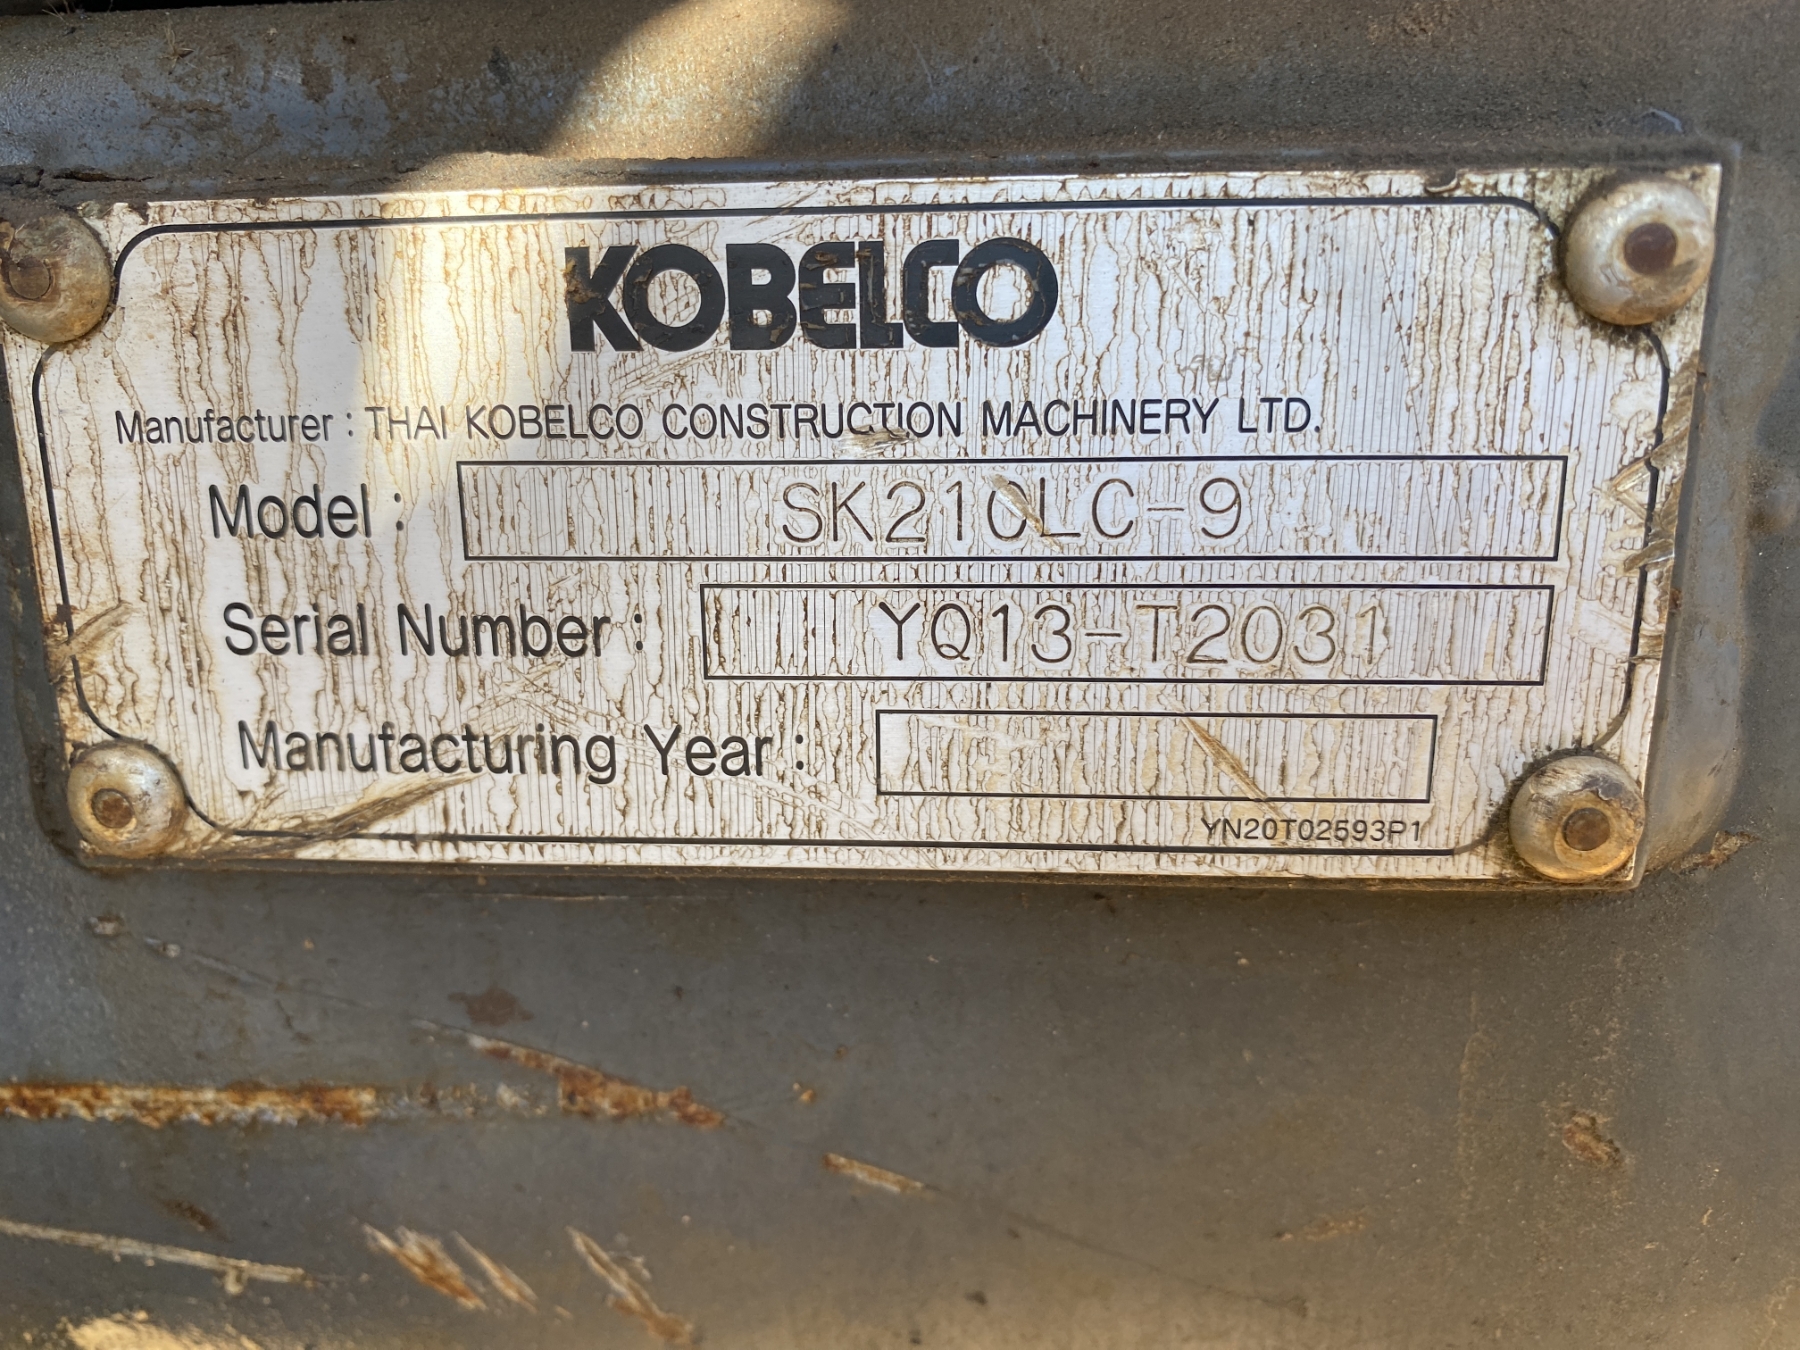 KOBELCO
Manufacturer : THAI KOBELCO CONSTRUCTION MACHINERY LTD.
Model : SK210LC-9
Serial Number : YQ13-T2031
Manufacturing Year :
YN20T02593P1